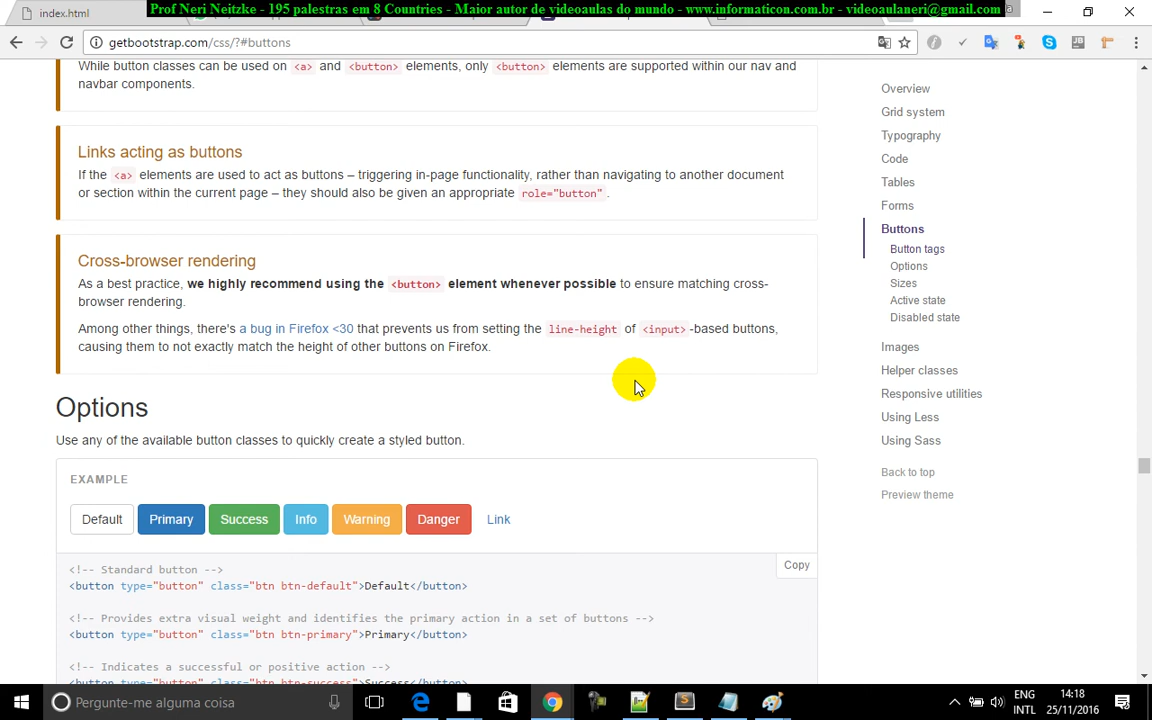 index.html
Prof Neri Neitzke - 195 palestras em 8 Countries - Maior autor de videoaulas do mundo - www.informaticon.com.br - videoaulaneri@gmail.com
getbootstrap.com/css/?#buttons
While button classes can be used on <a> and <button> elements, only <button> elements are supported within our nav and
navbar components.
Links acting as buttons
If the <a> elements are used to act as buttons – triggering in-page functionality, rather than navigating to another document
or section within the current page – they should also be given an appropriate role="button".
Cross-browser rendering
As a best practice, we highly recommend using the <button> element whenever possible to ensure matching cross-
browser rendering.
Among other things, there's a bug in Firefox <30 that prevents us from setting the line-height of <input>-based buttons,
causing them to not exactly match the height of other buttons on Firefox.
Options
Use any of the available button classes to quickly create a styled button.
EXAMPLE
Default Primary Success Info Warning Danger Link
Copy
<!-- Standard button -->
<button type="button" class="btn btn-default">Default</button>
<!-- Provides extra visual weight and identifies the primary action in a set of buttons -->
<button type="button" class="btn btn-primary">Primary</button>
<!-- Indicates a successful or positive action -->
<button type="button" class="btn btn-success">Success</button>
Overview
Grid system
Typography
Code
Tables
Forms
Buttons
Button tags
Options
Sizes
Active state
Disabled state
Images
Helper classes
Responsive utilities
Using Less
Using Sass
Back to top
Preview theme
Pergunte-me alguma coisa
ENG
INTL
14:18
25/11/2016